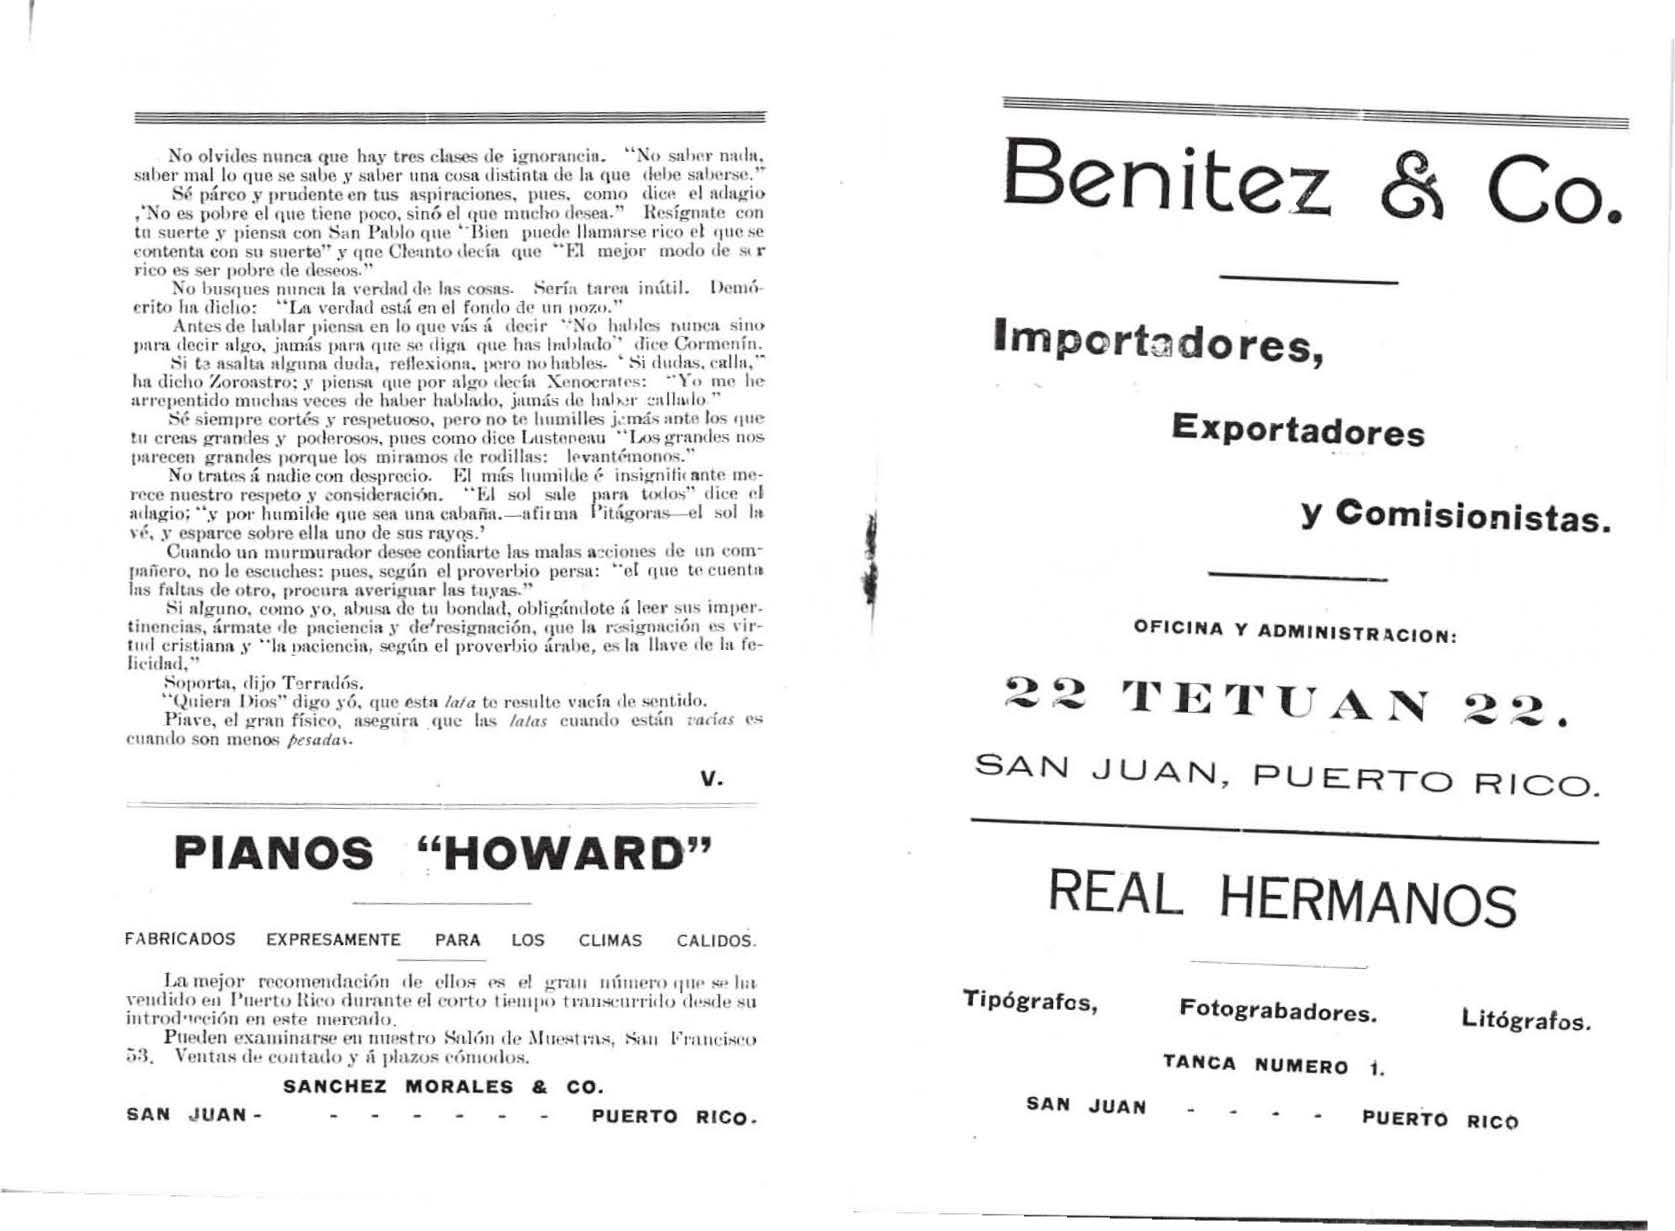 No olvides nunca que hay tres clases de ignorancia. "No saber nada,
saber mal lo que se sabe y saber una cosa distinta de la que debe saberse."
Sé párco y prudente en tus aspiraciones, pues, como dice el adagio
,'No es pobre el que tiene poco, sinó el que mucho desea." Resígnate con
tu suerte y piensa con San Pablo que "Bien puede llamarse rico el que se
contenta con su suerte" y que Cleanto decía que "El mejor modo de ser
rico es ser pobre de deseos."
No busques nunca la verdad de las cosas. Sería tarea inútil. Demó-
crito ha dicho: "La verdad está en el fondo de un pozo."
Antes de hablar piensa en lo que vás á decir "No hables nunca sino
para decir algo, jamás para que se diga que has hablado" dice Cormenín.
Si te asalta alguna duda, reflexiona, pero no hables. 'Si dudas, calla,"
ha dicho Zoroastro; y piensa que por algo decía Xenocrates: "Yo me he
arrepentido muchas veces de haber hablado, jamás de haber callado."
Sé siempre cortés y respetuoso, pero no te humilles jamás ante los que
tu creas grandes y poderosos, pues como dice Lusteneau "Los grandes nos
parecen grandes porque los miramos de rodillas: levantémonos."
No trates á nadie con desprecio. El más humilde é insignificante me-
rece nuestro respeto y consideración. "El sol sale para todos" dice el
adagio; "y por humilde que sea una cabaña.—afirma Pitágoras—el sol la
vé, y esparce sobre ella uno de sus rayos.'
Cuando un murmurador desee confiarte las malas acciones de un com-
pañero, no le escuches: pues, según el proverbio persa: "el que te cuenta
las faltas de otro, procura averiguar las tuyas."
Si alguno, como yo, abusa de tu bondad, obligándote á leer sus imper-
tinencias, ármate de paciencia y de resignación, que la resignación es vir-
tud cristiana y "la paciencia, según el proverbio árabe, es la llave de la fe-
licidad,"
Soporta, dijo Terradós.
"Quiera Dios" digo yó, que esta lata te resulte vacía de sentido.
Piave, el gran físico, asegura que las latas cuando están vacías es
cuando son menos pesadas.
V.
PIANOS "HOWARD"
FABRICADOS EXPRESAMENTE PARA LOS CLIMAS CALIDOS.
La mejor recomendación de ellos es el gran número que se ha
vendido en Puerto Rico durante el corto tiempo transcurrido desde su
introducción en este mercado.
Pueden examinarse en nuestro Salón de Muestras, San Francisco
53. Ventas de contado y á plazos cómodos.
SANCHEZ MORALES & CO.
SAN JUAN - - - - - - - PUERTO RICO.
Benitez & Co.
Importadores,
Exportadores
y Comisionistas.
OFICINA Y ADMINISTRACION:
22 TETUAN 22.
SAN JUAN, PUERTO RICO.
REAL HERMANOS
Tipógrafos, Fotograbadores. Litógrafos.
TANCA NUMERO 1.
SAN JUAN - - - - PUERTO RICO